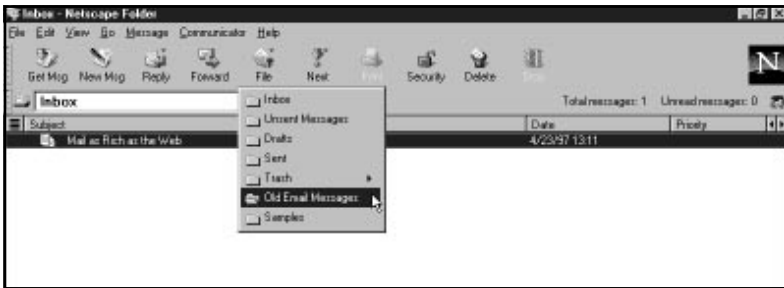 Inbox - Netscape Folder
File Edit View Go Message Communicator Help
Get Msg New Msg Reply Forward File Next Print Security Delete Stop
N
Inbox
Total messages: 1 Unread messages: 0
Subject Date Priority
Mail as Rich as the Web 4/23/97 13:11
Inbox
Unsent Messages
Drafts
Sent
Trash
Old Email Messages
Samples